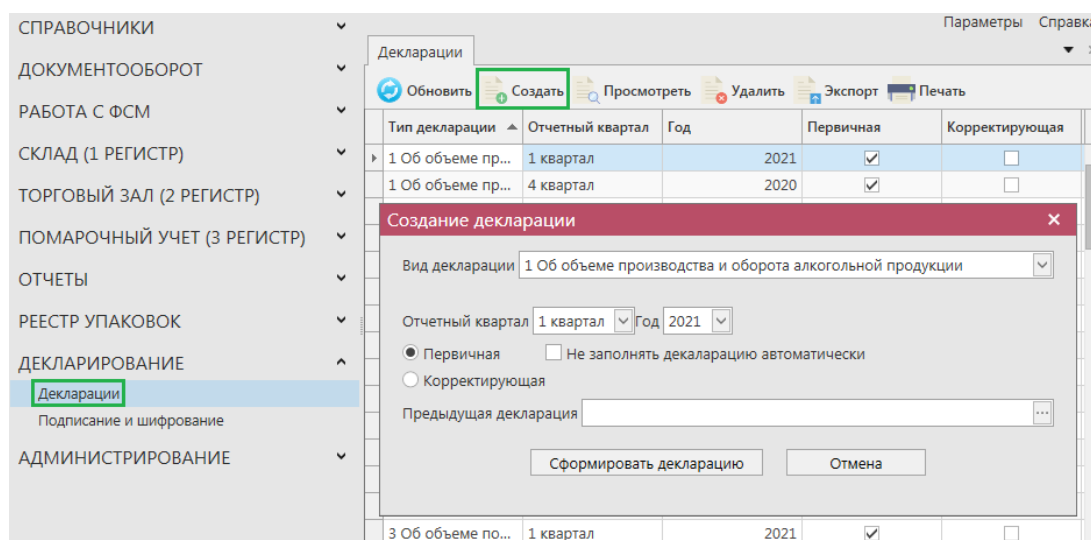 Параметры Справка
СПРАВОЧНИКИ
ДОКУМЕНТООБОРОТ
РАБОТА С ФСМ
СКЛАД (1 РЕГИСТР)
ТОРГОВЫЙ ЗАЛ (2 РЕГИСТР)
ПОМАРОЧНЫЙ УЧЕТ (3 РЕГИСТР)
ОТЧЕТЫ
РЕЕСТР УПАКОВОК
ДЕКЛАРИРОВАНИЕ
Декларации
Подписание и шифрование
АДМИНИСТРИРОВАНИЕ
Декларации
Обновить Создать Просмотреть Удалить Экспорт Печать
Тип декларации Отчетный квартал Год Первичная Корректирующая
1 Об объеме пр... 1 квартал 2021
1 Об объеме пр... 4 квартал 2020
Создание декларации
Вид декларации 1 Об объеме производства и оборота алкогольной продукции
Отчетный квартал 1 квартал Год 2021
Первичная Не заполнять декаларацию автоматически
Корректирующая
Предыдущая декларация ...
Сформировать декларацию Отмена
3 Об объеме по... 1 квартал 2021